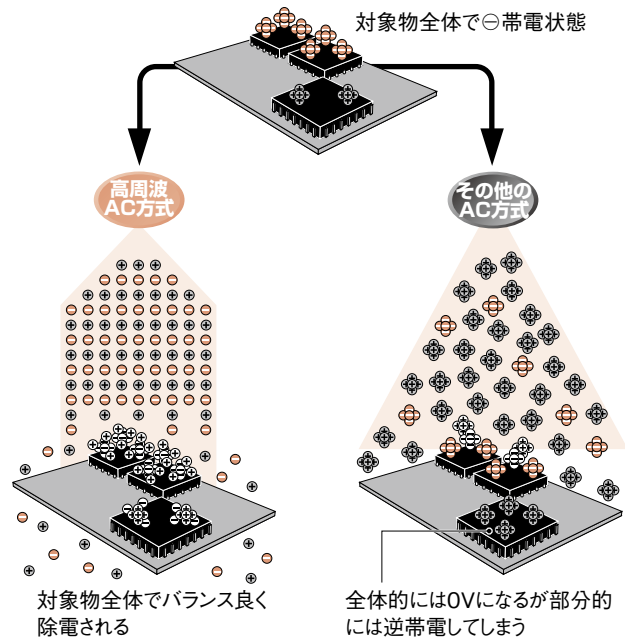 対象物全体で⊖帯電状態
高周波
AC方式
その他の
AC方式
対象物全体でバランス良く
除電される
全体的には0Vになるが部分的
には逆帯電してしまう